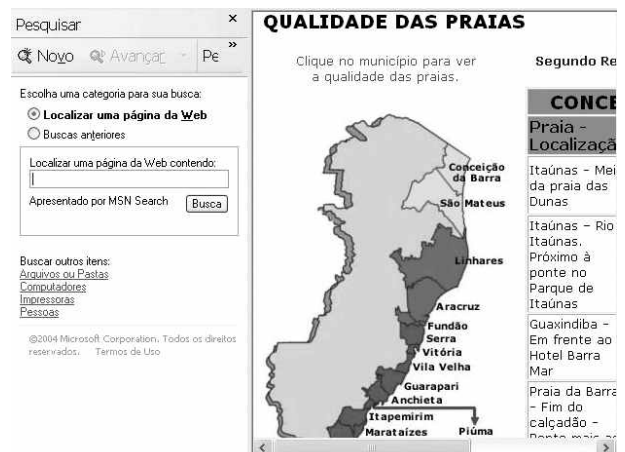 Pesquisar ×
Novo Avançar Pe »
Escolha uma categoria para sua busca:
Localizar uma página da Web
Buscas anteriores
Localizar uma página da Web contendo:
Apresentado por MSN Search Busca
Buscar outros itens:
Arquivos ou Pastas
Computadores
Impressoras
Pessoas
©2004 Microsoft Corporation. Todos os direitos
reservados. Termos de Uso
QUALIDADE DAS PRAIAS
Clique no município para ver
a qualidade das praias.
Conceição
da Barra
São Mateus
Linhares
Aracruz
Fundão
Serra
Vitória
Vila Velha
Guarapari
Anchieta
Itapemirim
Marataízes
Piúma
Segundo Re
CONCE
Praia -
Localizaçã
Itaúnas - Mei
da praia das
Dunas
Itaúnas - Rio
Itaúnas.
Próximo à
ponte no
Parque de
Itaúnas
Guaxindiba -
Em frente ao
Hotel Barra
Mar
Praia da Barra
- Fim do
calçadão -
Ponto mais ao